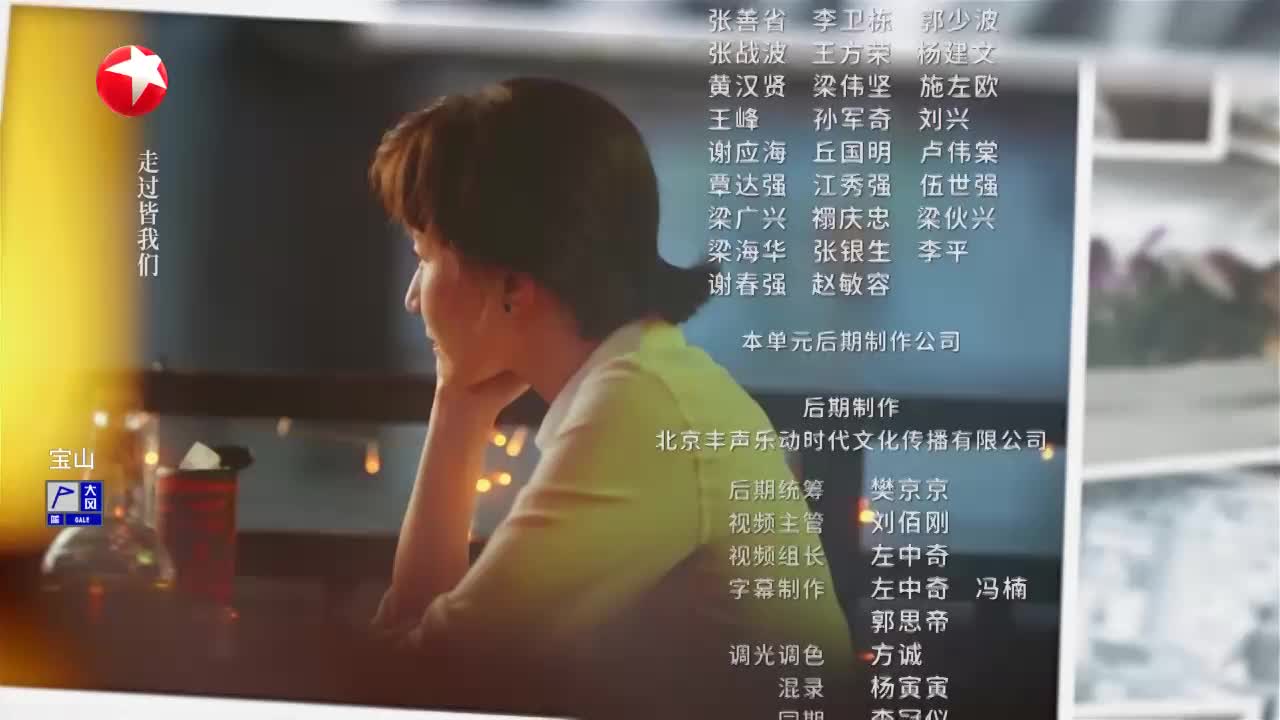 走过皆我们
宝山
大风
GALE
张善省 李卫栋 郭少波
张战波 王方荣 杨建文
黄汉贤 梁伟坚 施左欧
王峰 孙军奇 刘兴
谢应海 丘国明 卢伟棠
覃达强 江秀强 伍世强
梁广兴 禤庆忠 梁伙兴
梁海华 张银生 李平
谢春强 赵敏容
本单元后期制作公司
后期制作
北京丰声乐动时代文化传播有限公司
后期统筹 樊京京
视频主管 刘佰刚
视频组长 左中奇
字幕制作 左中奇 冯楠
郭思帝
调光调色 方诚
混录 杨寅寅